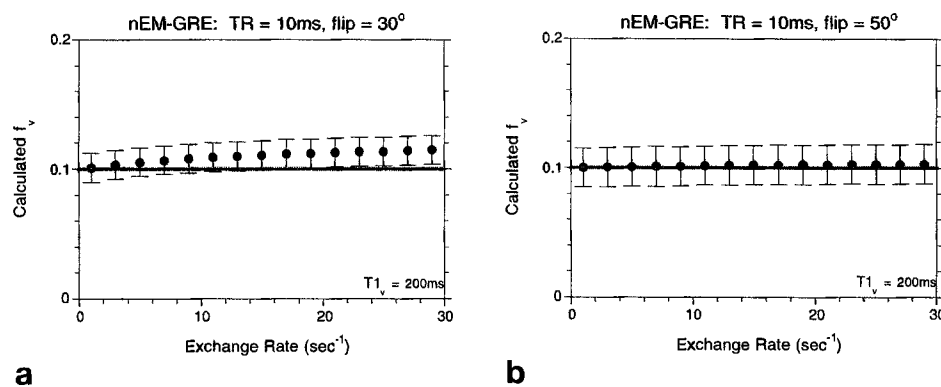 nEM-GRE: TR = 10ms, flip = 30°
0.2
0.1
0
Calculated f_v
T1_v = 200ms
0 10 20 30
Exchange Rate (sec⁻¹)
a
nEM-GRE: TR = 10ms, flip = 50°
0.2
0.1
0
Calculated f_v
T1_v = 200ms
0 10 20 30
Exchange Rate (sec⁻¹)
b